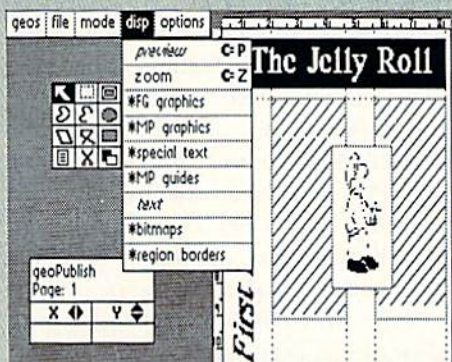 geos file mode disp options
preview C= P
zoom C= Z
*FG graphics
*MP graphics
*special text
*MP guides
text
*bitmaps
*region borders
The Jelly Roll
geoPublish
Page: 1
X Y
First